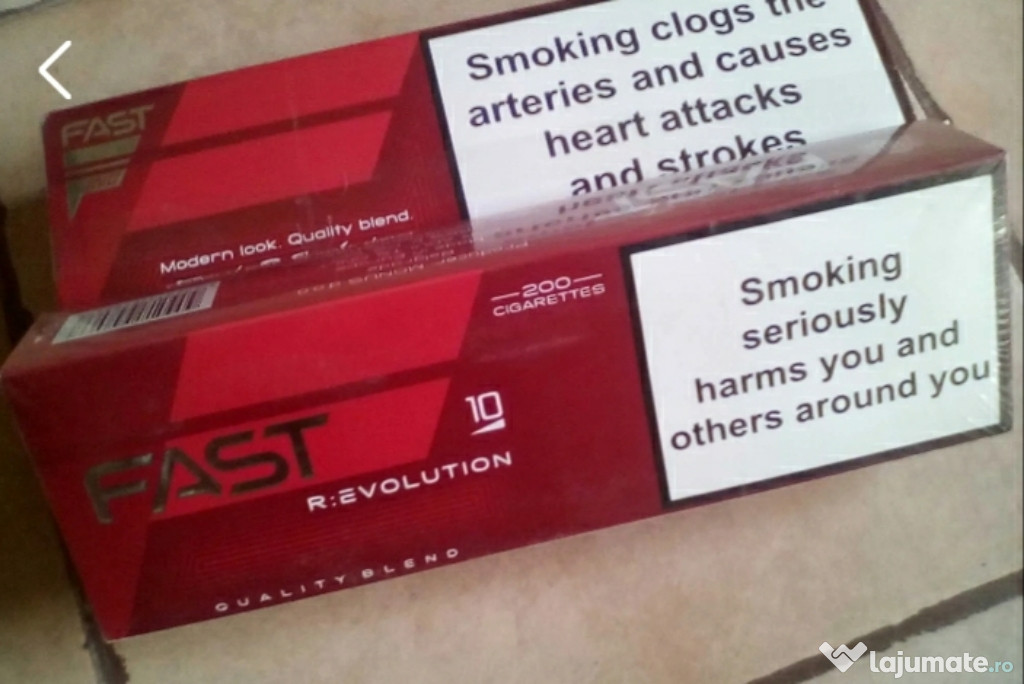 FAST
Modern look. Quality blend.
Smoking clogs the
arteries and causes
heart attacks
and strokes
200
CIGARETTES
10
FAST
R:EVOLUTION
QUALITY BLEND
Smoking
seriously
harms you and
others around you
lajumate.ro